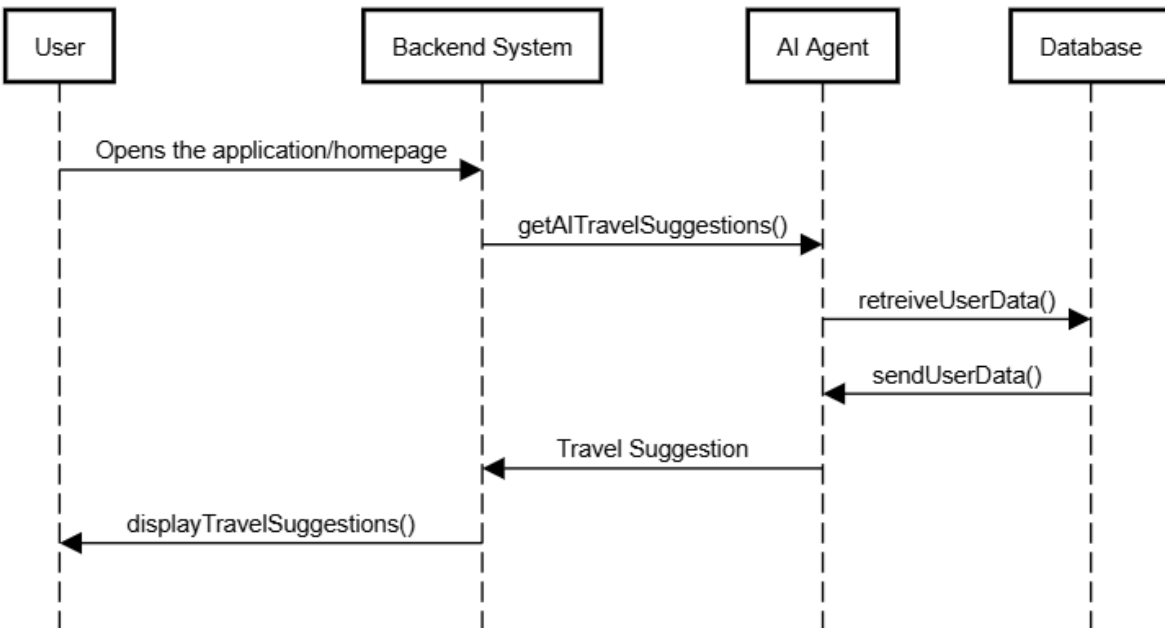 User
Backend System
AI Agent
Database
Opens the application/homepage
getAITravelSuggestions()
retreiveUserData()
sendUserData()
Travel Suggestion
displayTravelSuggestions()